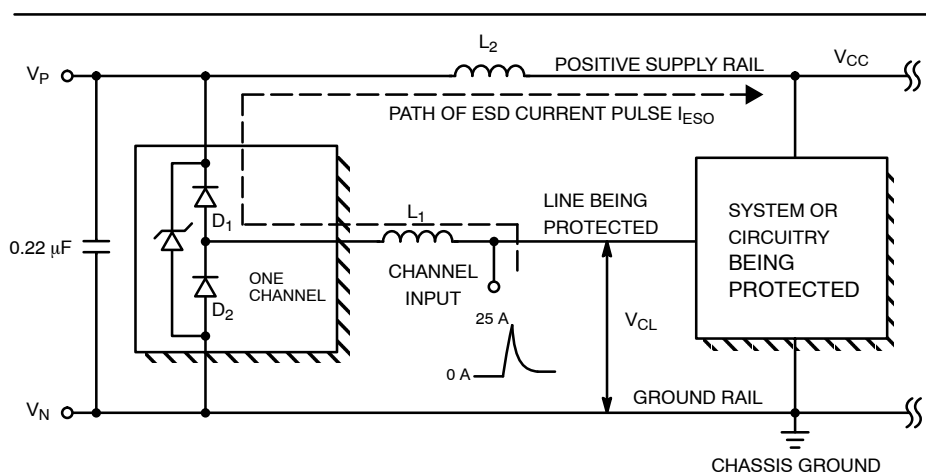 L2
VP
POSITIVE SUPPLY RAIL
VCC
PATH OF ESD CURRENT PULSE IESO
D1
L1
LINE BEING
PROTECTED
SYSTEM OR
CIRCUITRY
BEING
PROTECTED
0.22 µF
ONE
CHANNEL
D2
CHANNEL
INPUT
25 A
VCL
0 A
VN
GROUND RAIL
CHASSIS GROUND